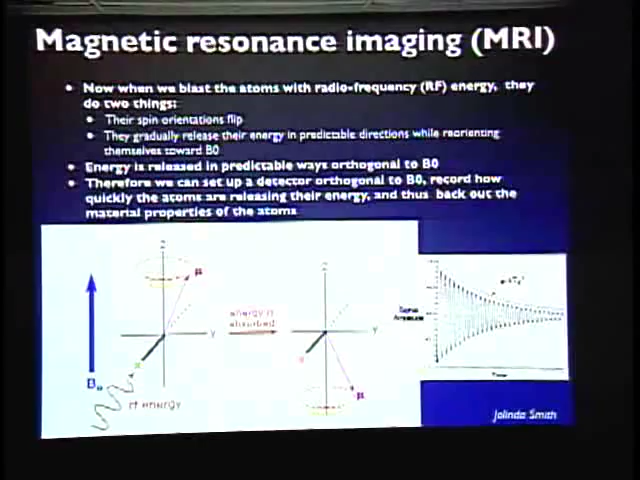 Magnetic resonance imaging (MRI)
Now when we blast the atoms with radio-frequency (RF) energy, they
do two things:
Their spin orientations flip
They gradually release their energy in predictable directions while reorienting
themselves toward B0
Energy is released in predictable ways orthogonal to B0
Therefore we can set up a detector orthogonal to B0, record how
quickly the atoms are releasing their energy, and thus back out the
material properties of the atoms
z
μ
y
x
B₀
rf energy
energy is
absorbed
z
y
x
μ
Time
Jolinda Smith